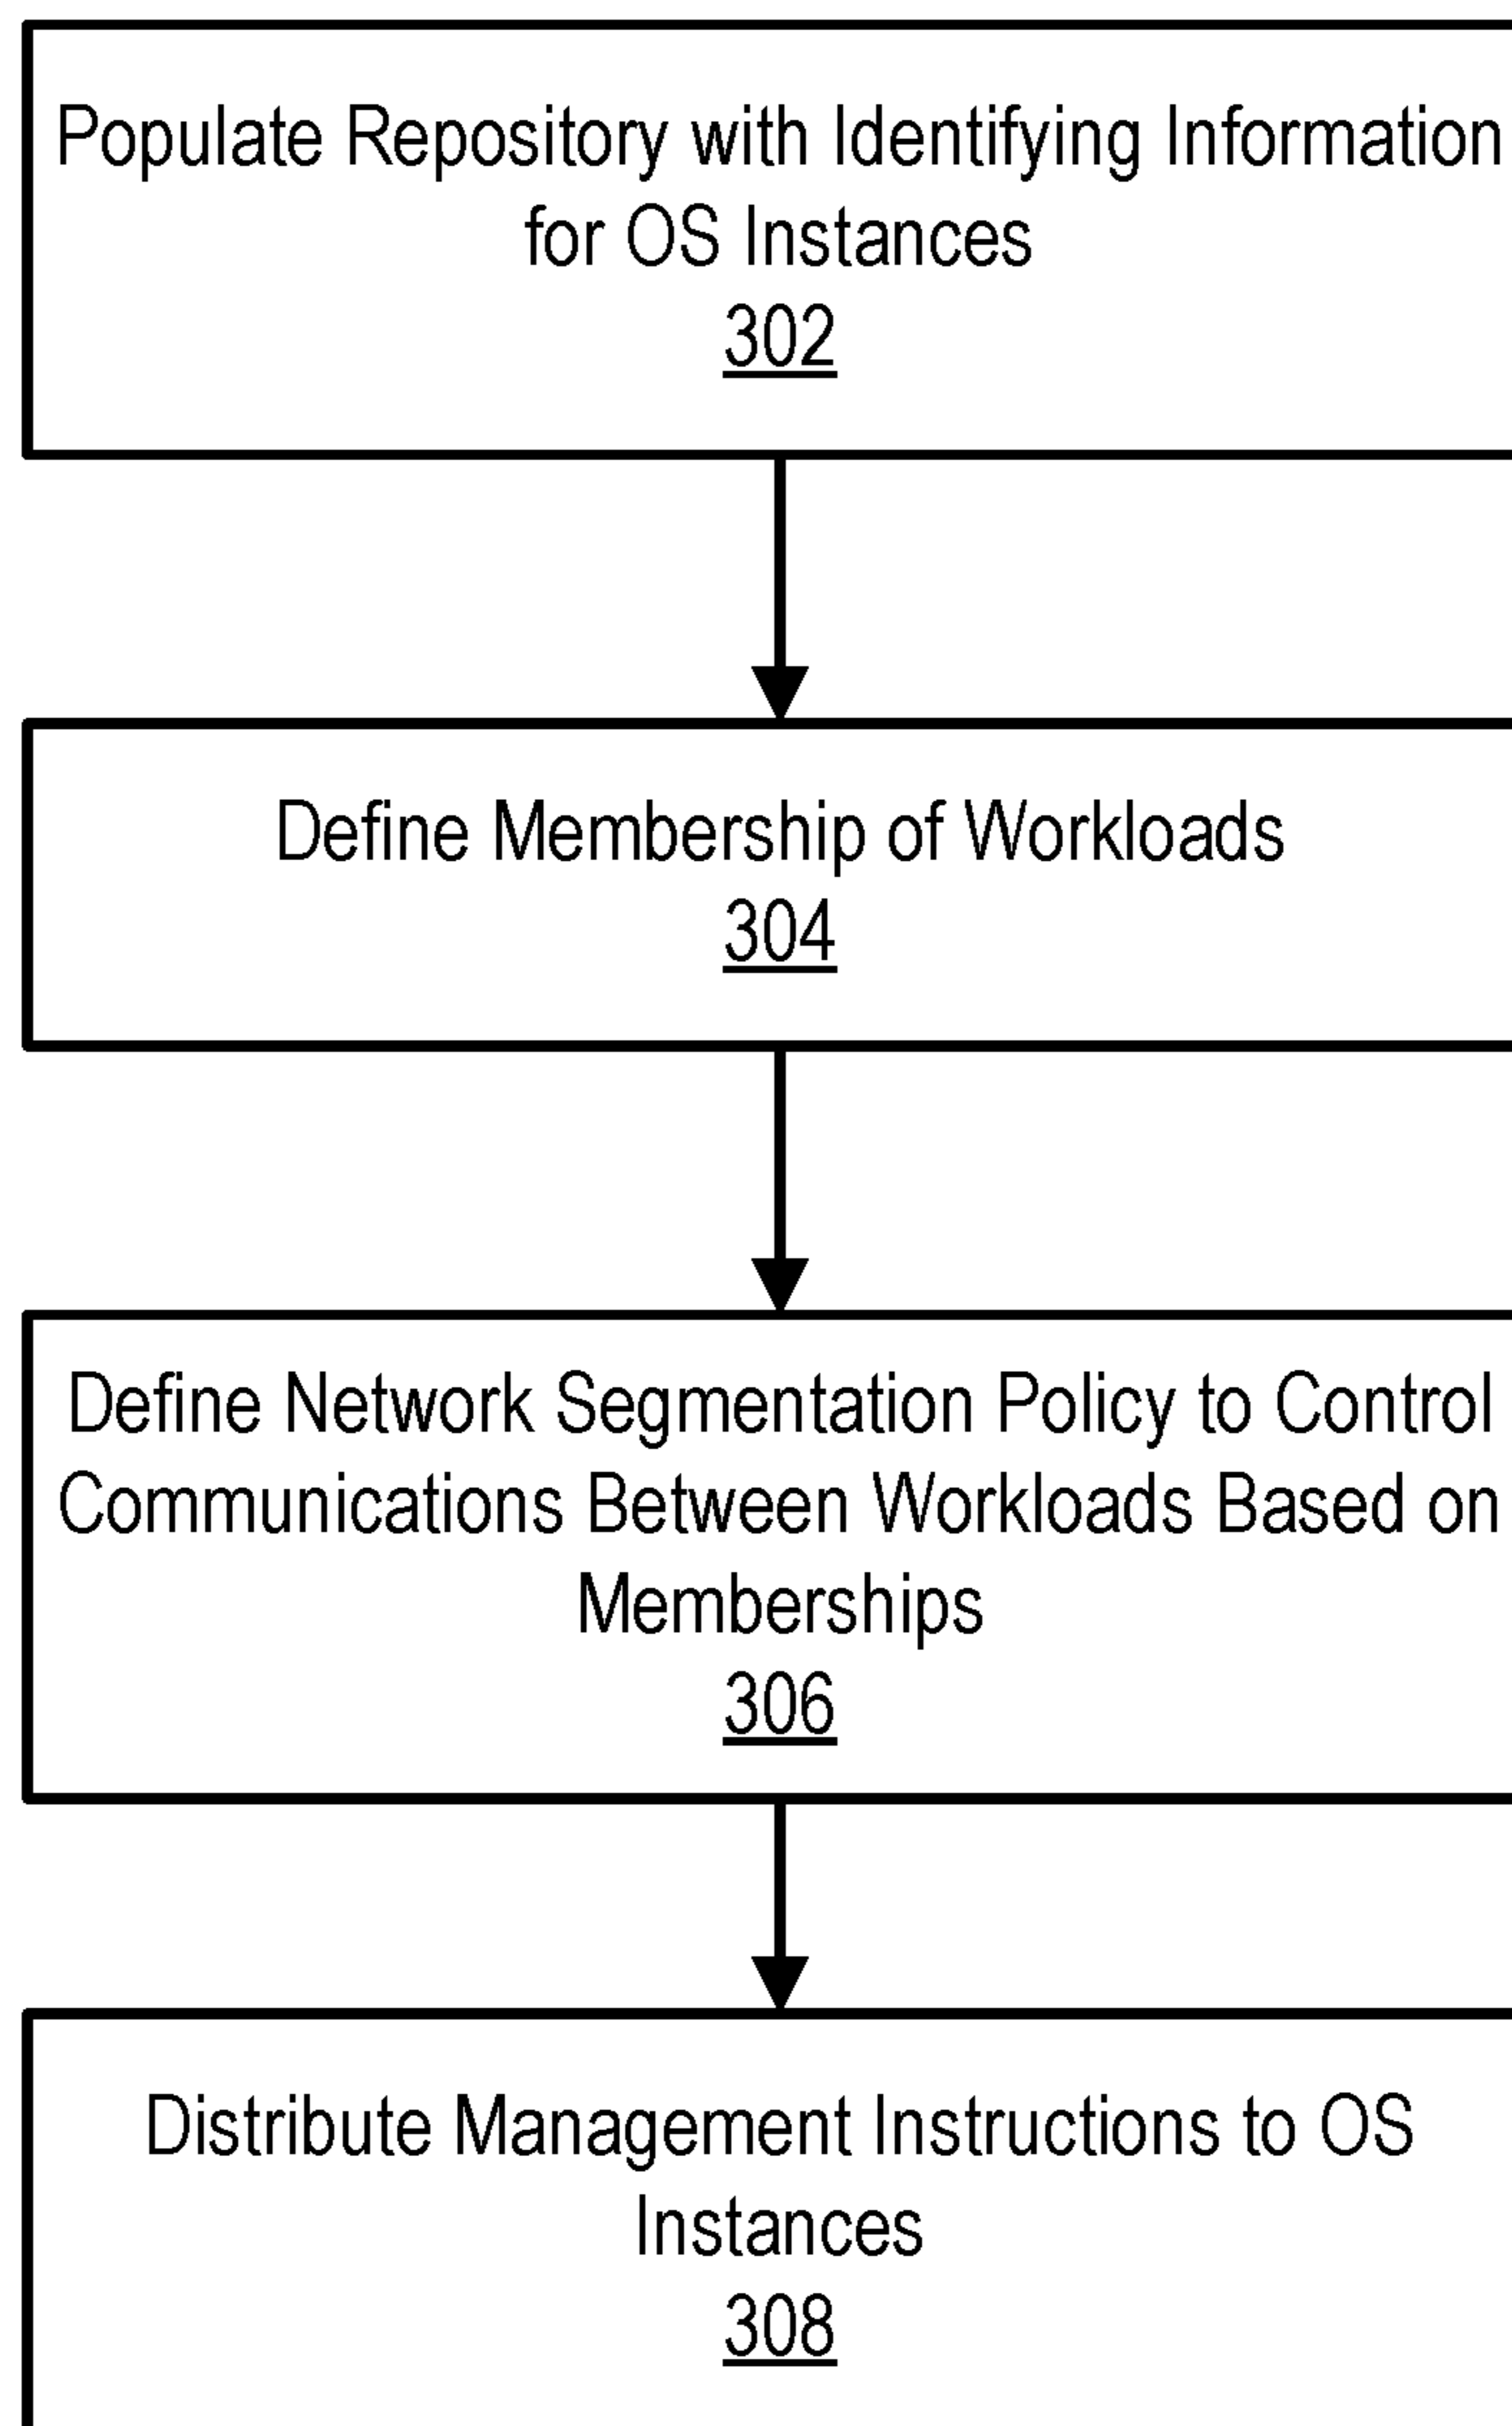 Populate Repository with Identifying Information
for OS Instances
302
Define Membership of Workloads
304
Define Network Segmentation Policy to Control
Communications Between Workloads Based on
Memberships
306
Distribute Management Instructions to OS
Instances
308